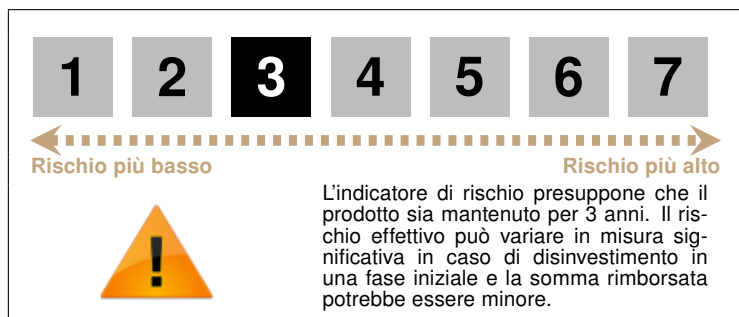 1 2 3 4 5 6 7
Rischio più basso Rischio più alto
L'indicatore di rischio presuppone che il
prodotto sia mantenuto per 3 anni. Il ris-
chio effettivo può variare in misura sig-
nificativa in caso di disinvestimento in
una fase iniziale e la somma rimborsata
potrebbe essere minore.